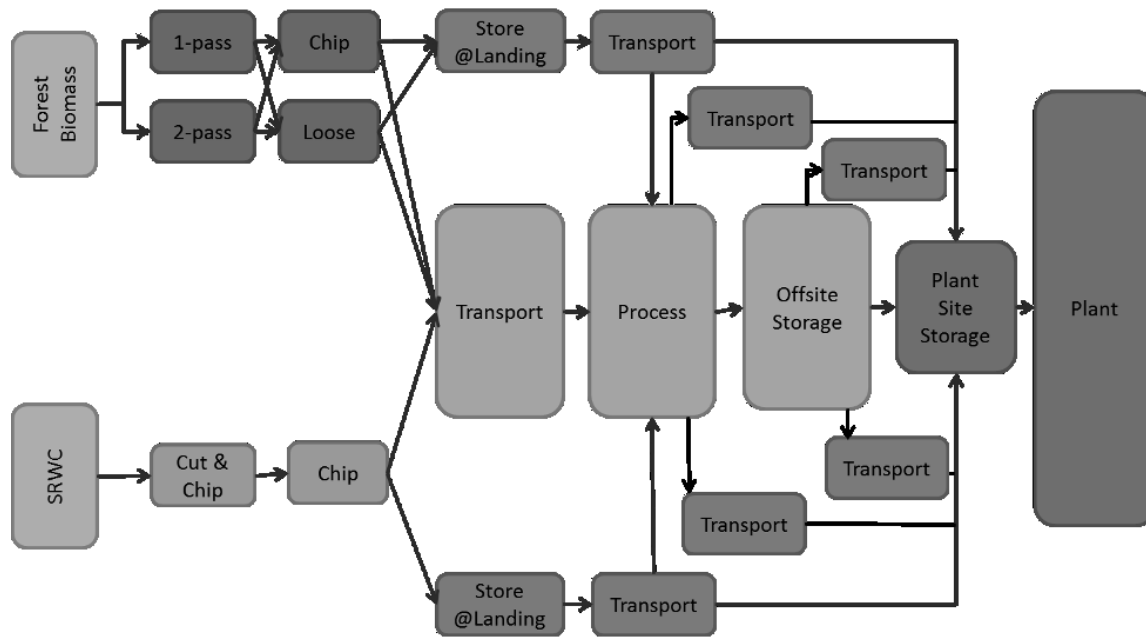 Forest
Biomass
1-pass
Chip
Store
@Landing
Transport
2-pass
Loose
Transport
Transport
Transport
Process
Offsite
Storage
Plant
Site
Storage
Plant
SRWC
Cut &
Chip
Chip
Transport
Transport
Store
@Landing
Transport